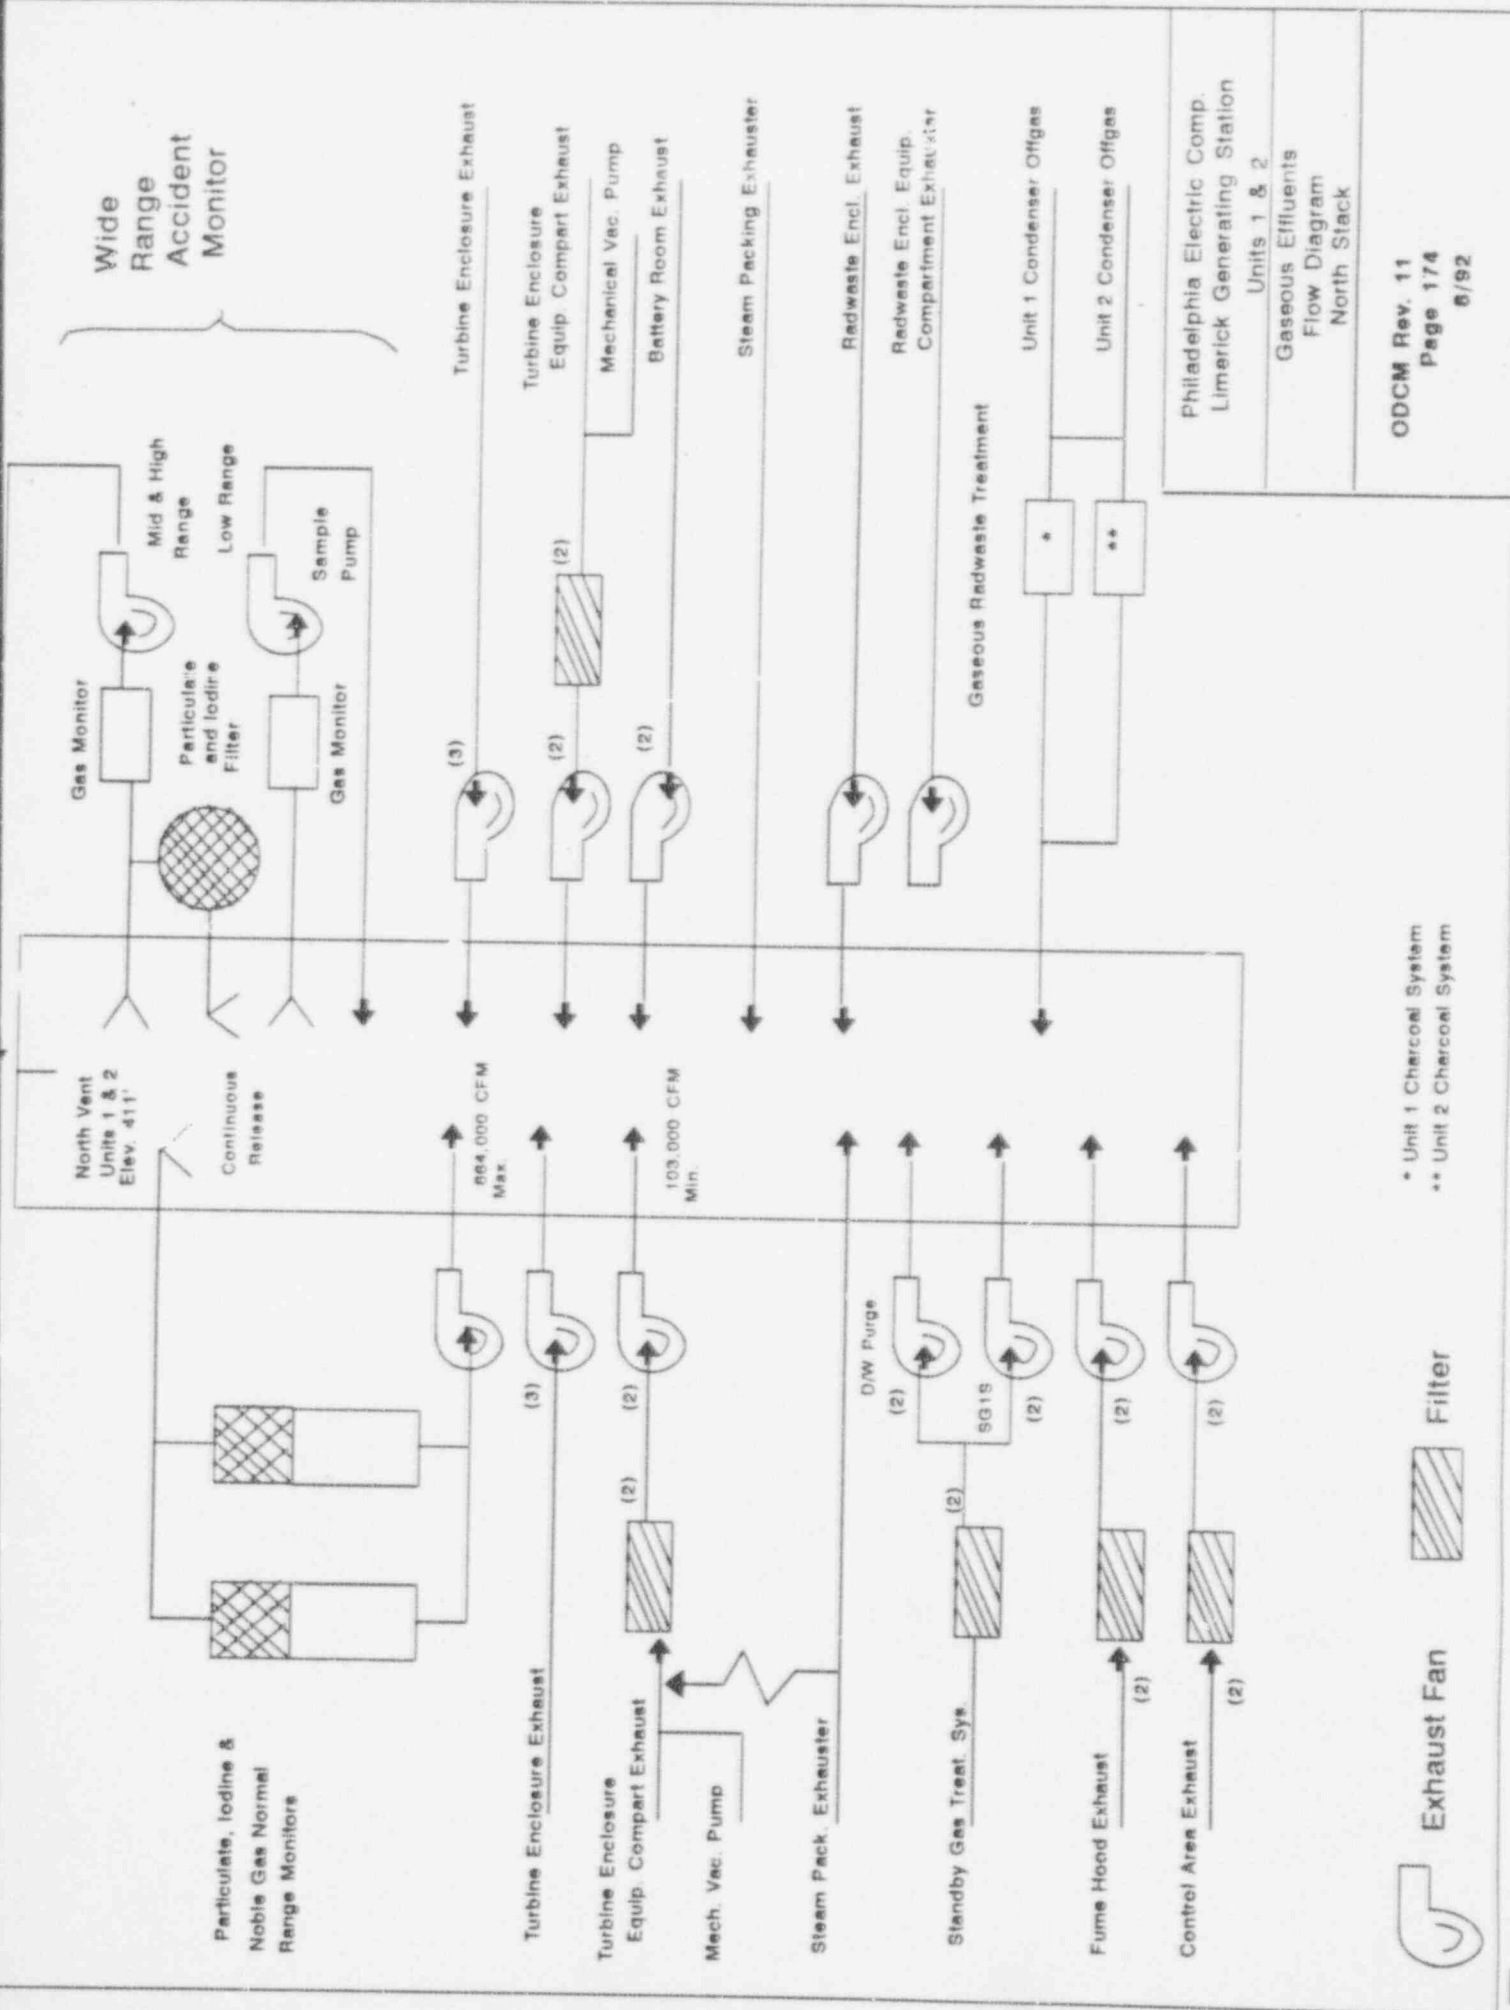 Wide
Range
Accident
Monitor
Gas Monitor
Mid & High
Range
Particulate
and Iodine
Filter
Low Range
Sample
Pump
Gas Monitor
Turbine Enclosure Exhaust
(3)
Turbine Enclosure
Equip. Compart Exhaust
(2)
(2)
Mechanical Vac. Pump
Battery Room Exhaust
(2)
Steam Packing Exhauster
Radwaste Encl. Exhaust
Radwaste Encl. Equip.
Compartment Exhauster
Gaseous Radwaste Treatment
Unit 1 Condenser Offgas
*
Unit 2 Condenser Offgas
**
North Vent
Units 1 & 2
Elev. 411'
Continuous
Release
Max.
103,000 CFM
Min.
Particulate, Iodine &
Noble Gas Normal
Range Monitors
Turbine Enclosure Exhaust
(3)
Turbine Enclosure
Equip. Compart Exhaust
(2)
(2)
Mech. Vac. Pump
Steam Pack. Exhauster
D/W Purge
(2)
Standby Gas Treat. Sys.
(2)
SG1S
(2)
Fume Hood Exhaust
(2)
(2)
Control Area Exhaust
(2)
(2)
Exhaust Fan
Filter
* Unit 1 Charcoal System
** Unit 2 Charcoal System
Philadelphia Electric Comp.
Limerick Generating Station
Units 1 & 2
Gaseous Effluents
Flow Diagram
North Stack
ODCM Rev. 11
Page 174
6/92